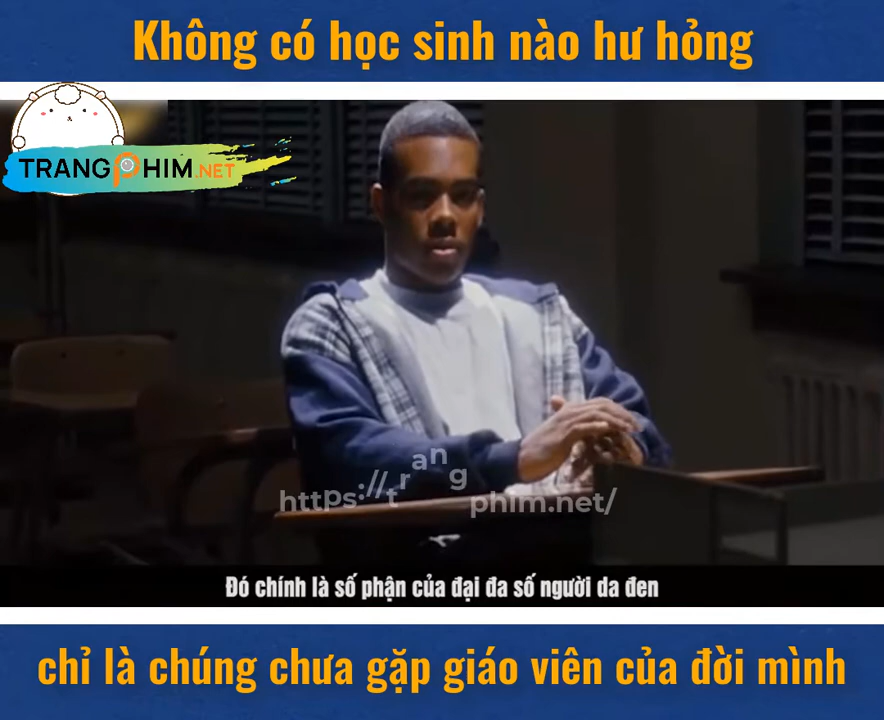 Không có học sinh nào hư hỏng
TRANGPHIM.NET
https://trangphim.net/
Đó chính là số phận của đại đa số người da đen
chỉ là chúng chưa gặp giáo viên của đời mình